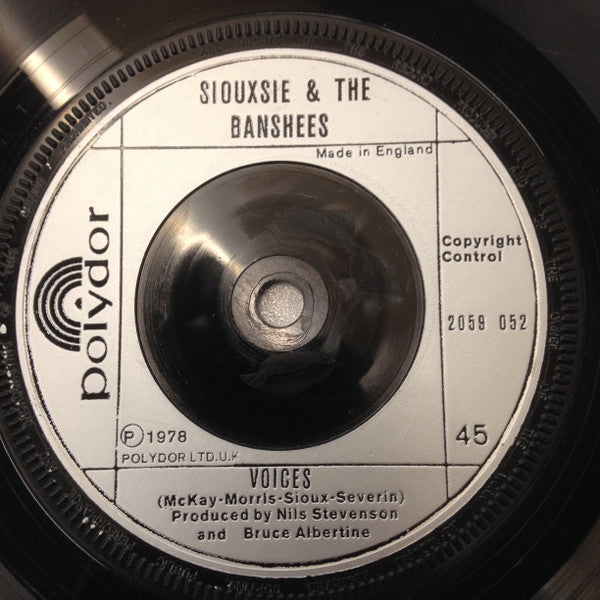 SIOUXSIE & THE
BANSHEES
Made in England
polydor
Copyright
Control
2059 052
Ⓟ1978
POLYDOR LTD.U.K
45
VOICES
(McKay-Morris-Sioux-Severin)
Produced by Nils Stevenson
and Bruce Albertine